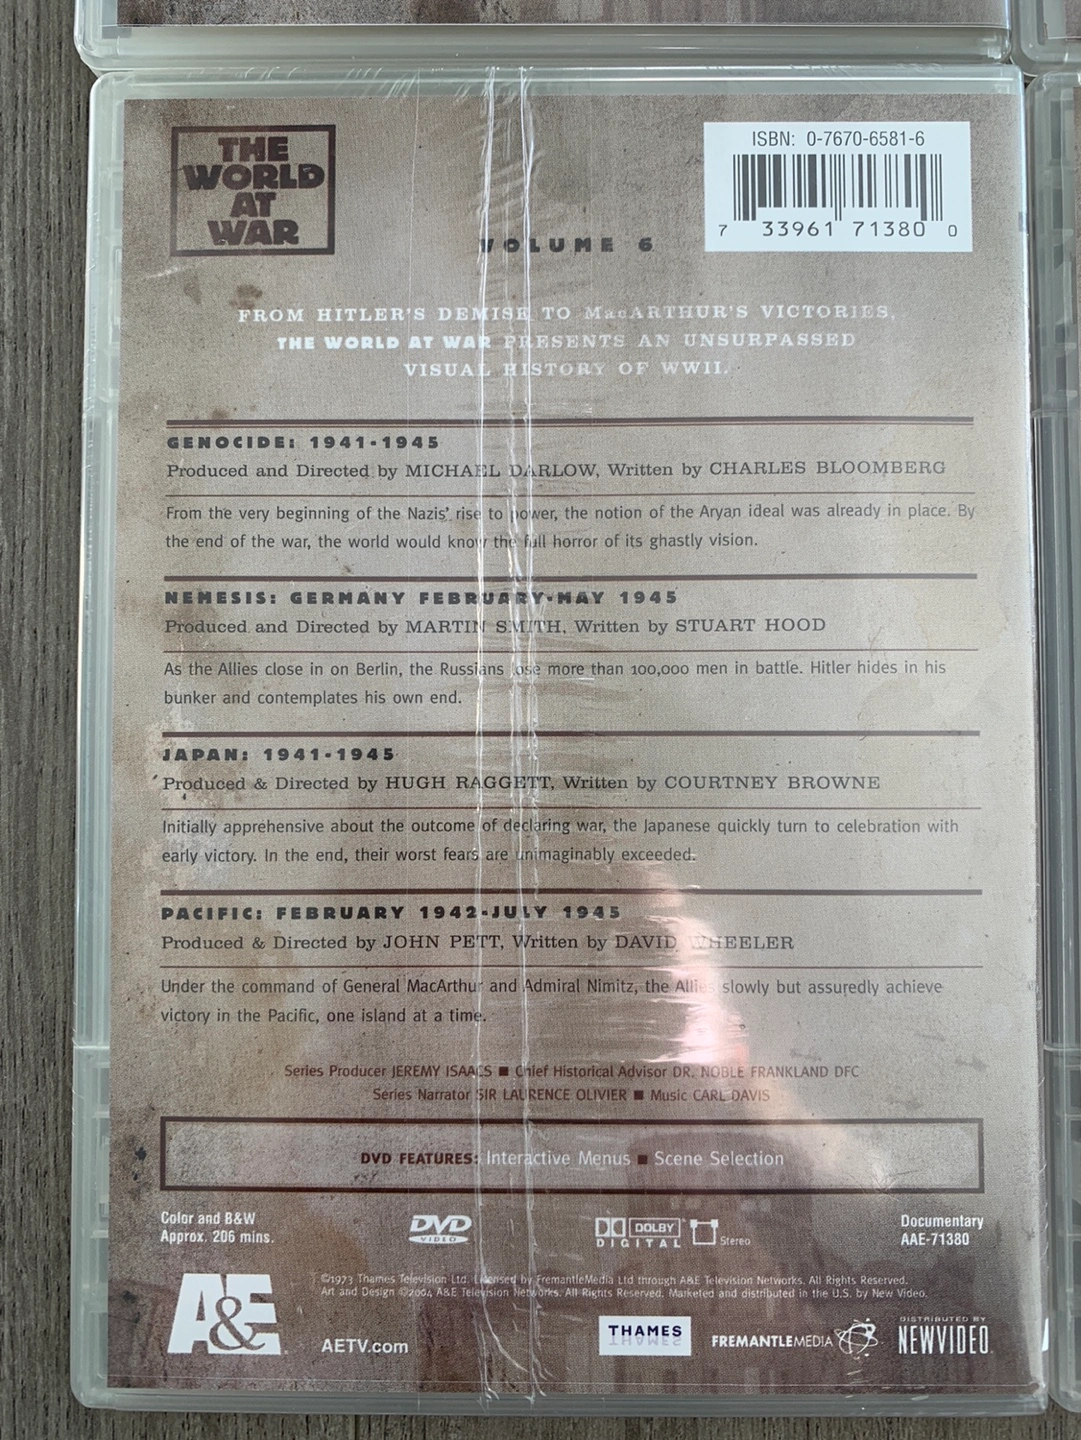 THE
WORLD
AT
WAR
ISBN: 0-7670-6581-6
7 33961 71380 0
VOLUME 6
FROM HITLER'S DEMISE TO MacARTHUR'S VICTORIES,
THE WORLD AT WAR PRESENTS AN UNSURPASSED
VISUAL HISTORY OF WWII.
GENOCIDE: 1941-1945
Produced and Directed by MICHAEL DARLOW, Written by CHARLES BLOOMBERG
From the very beginning of the Nazis' rise to power, the notion of the Aryan ideal was already in place. By
the end of the war, the world would know the full horror of its ghastly vision.
NEMESIS: GERMANY FEBRUARY-MAY 1945
Produced and Directed by MARTIN SMITH, Written by STUART HOOD
As the Allies close in on Berlin, the Russians lose more than 100,000 men in battle. Hitler hides in his
bunker and contemplates his own end.
JAPAN: 1941-1945
Produced & Directed by HUGH RAGGETT, Written by COURTNEY BROWNE
Initially apprehensive about the outcome of declaring war, the Japanese quickly turn to celebration with
early victory. In the end, their worst fears are unimaginably exceeded.
PACIFIC: FEBRUARY 1942-JULY 1945
Produced & Directed by JOHN PETT, Written by DAVID WHEELER
Under the command of General MacArthur and Admiral Nimitz, the Allies slowly but assuredly achieve
victory in the Pacific, one island at a time.
Series Producer JEREMY ISAACS ■ Chief Historical Advisor DR. NOBLE FRANKLAND DFC
Series Narrator SIR LAURENCE OLIVIER ■ Music CARL DAVIS
DVD FEATURES: Interactive Menus ■ Scene Selection
Color and B&W
Approx. 206 mins.
DVD
VIDEO
DOLBY
DIGITAL
Stereo
Documentary
AAE-71380
©1973 Thames Television Ltd. Licensed by FremantleMedia Ltd through A&E Television Networks. All Rights Reserved.
Art and Design ©2004 A&E Television Networks. All Rights Reserved. Marketed and distributed in the U.S. by New Video.
A&E
AETV.com
THAMES
FREMANTLEMEDIA
DISTRIBUTED BY
NEWVIDEO